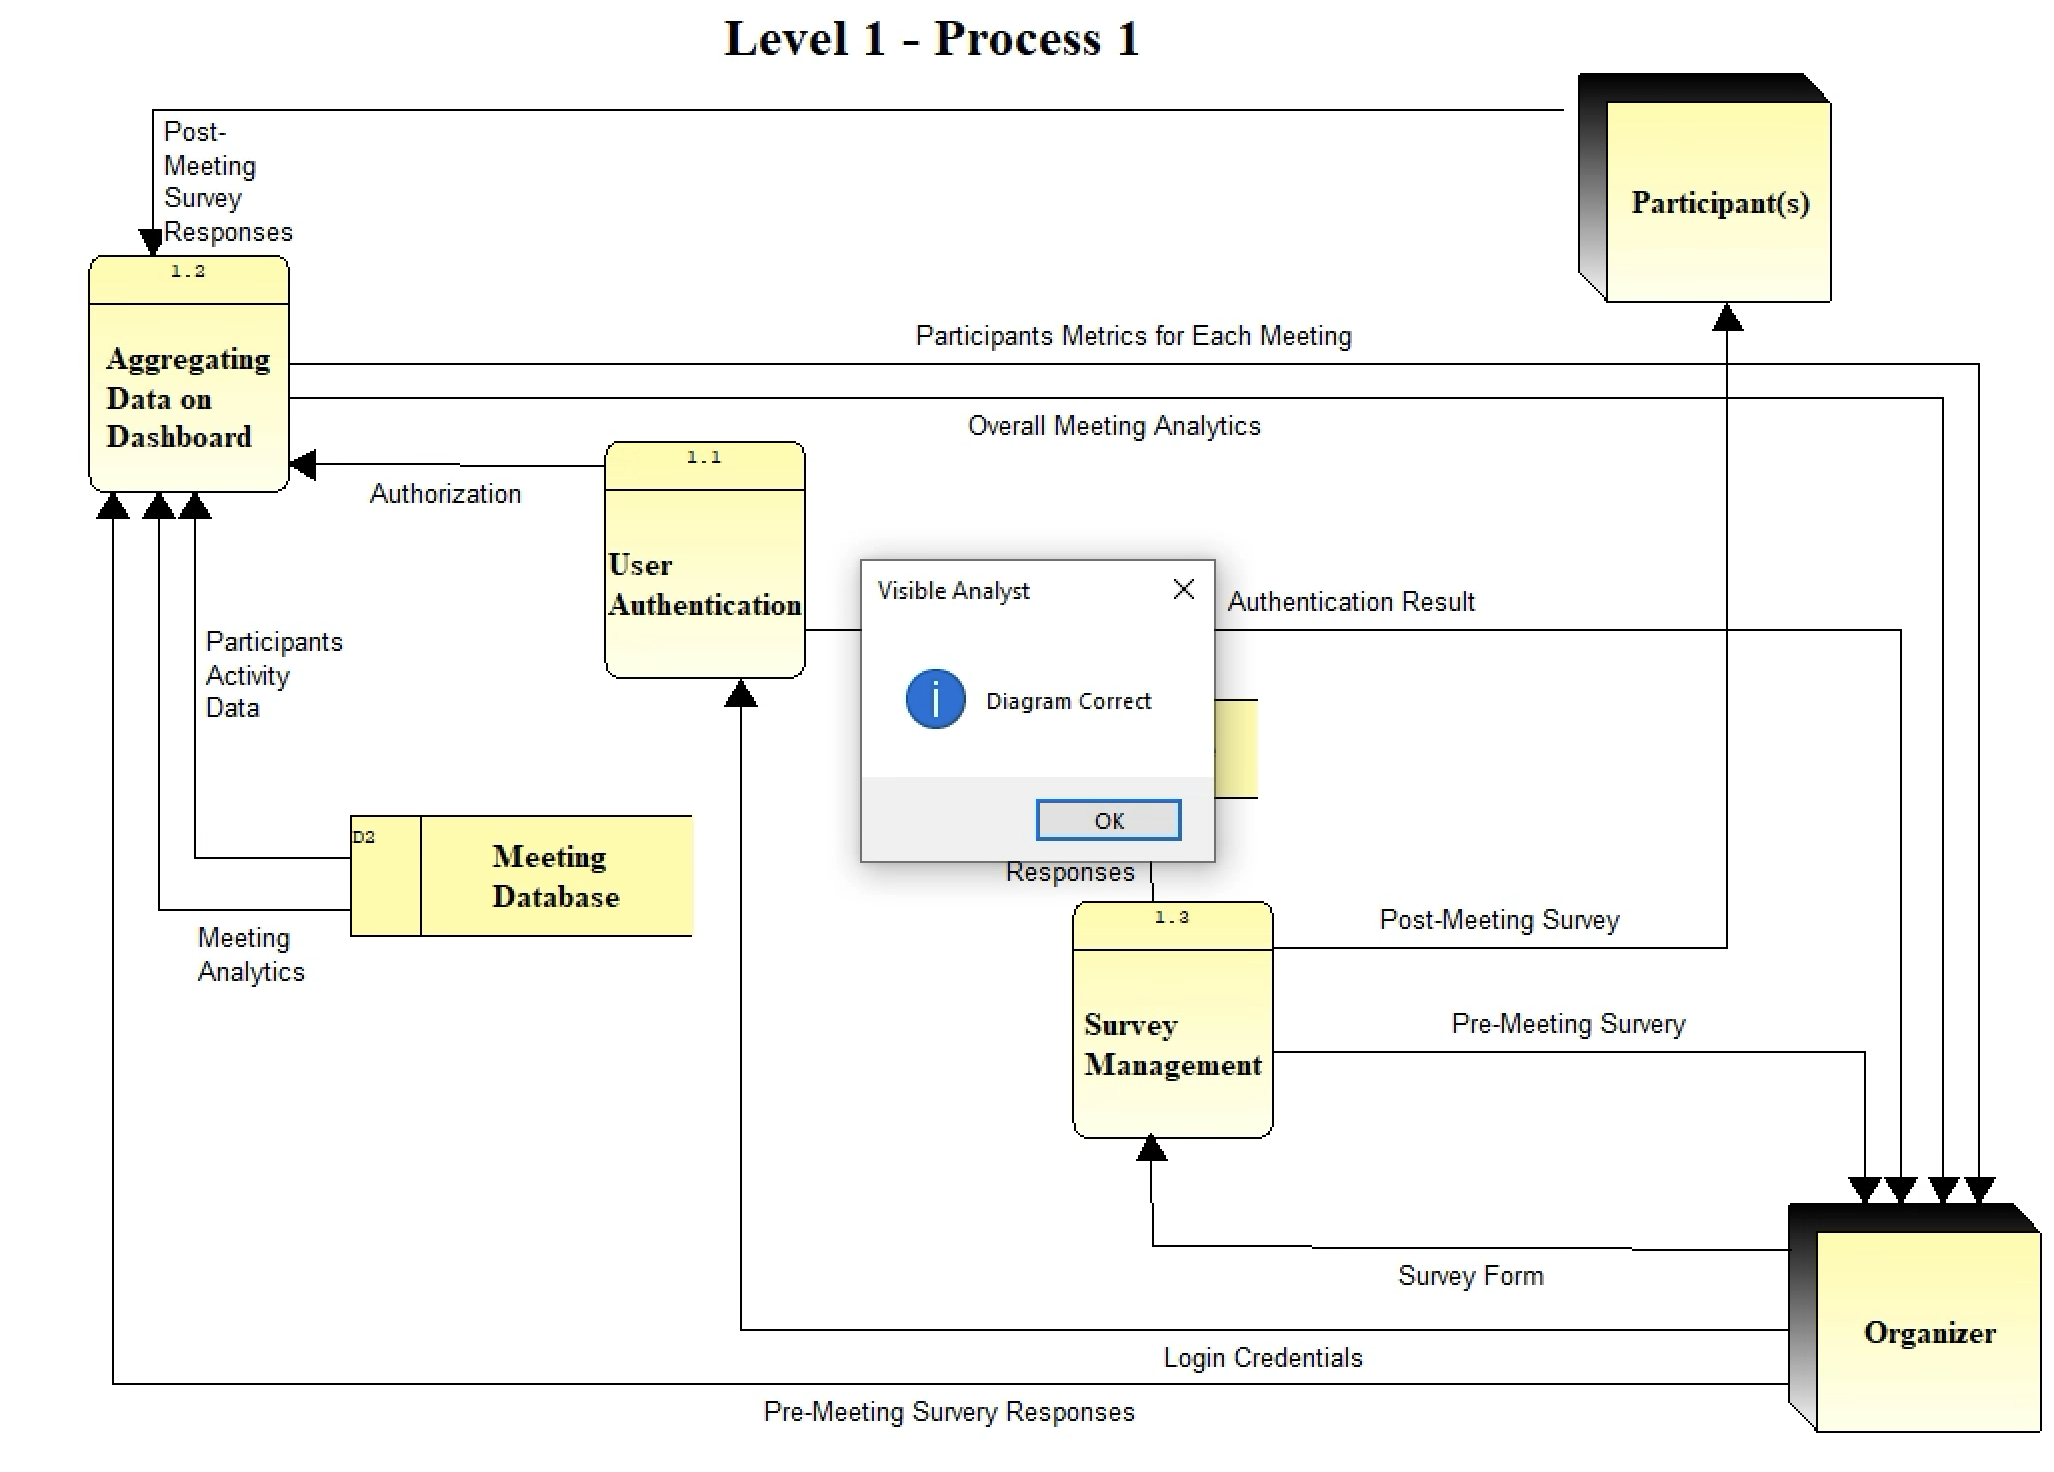 Level 1 - Process 1
Post-
Meeting
Survey
Responses
Participant(s)
1.2
Aggregating
Data on
Dashboard
Participants Metrics for Each Meeting
Overall Meeting Analytics
1.1
User
Authentication
Authorization
Visible Analyst
Diagram Correct
OK
Authentication Result
Participants
Activity
Data
D2
Meeting
Database
Meeting
Analytics
Responses
1.3
Survey
Management
Post-Meeting Survey
Pre-Meeting Survery
Survey Form
Organizer
Login Credentials
Pre-Meeting Survery Responses